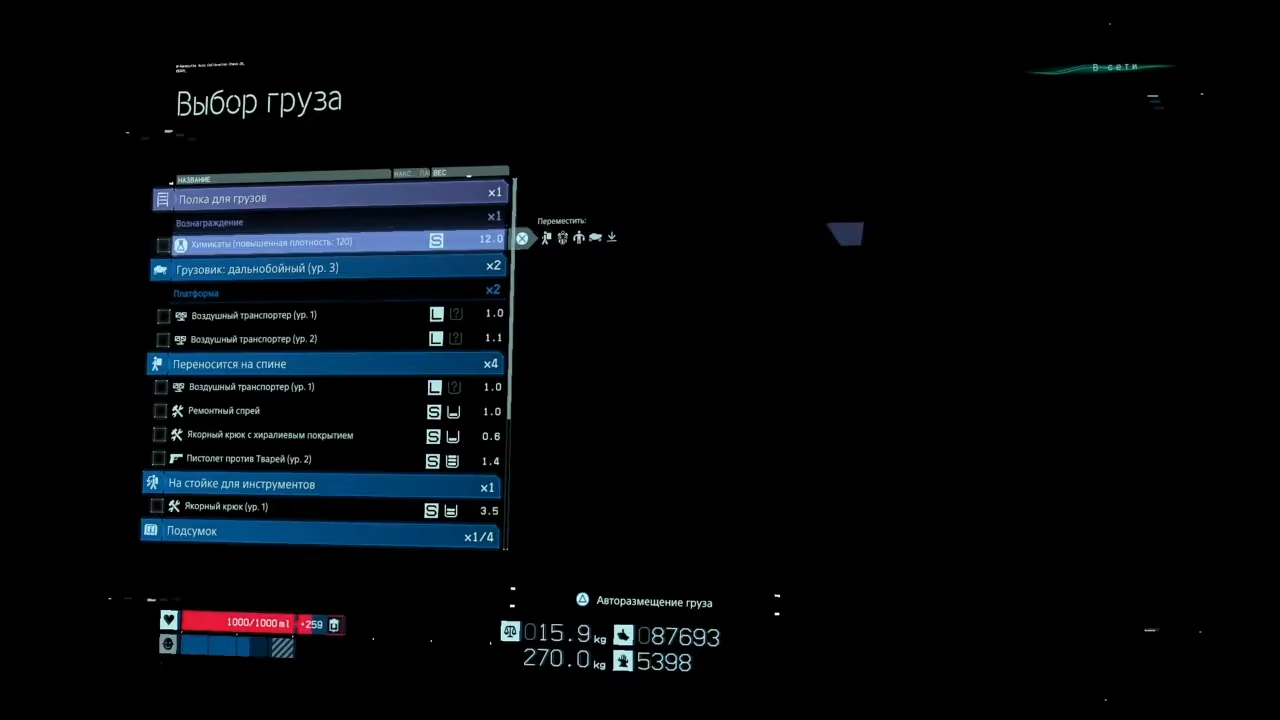 В сети
Выбор груза
НАЗВАНИЕ МАКС. ВЕС
Полка для грузов x1
Вознаграждение x1
Химикаты (повышенная плотность: 120) S 12.0
Переместить:
Грузовик: дальнобойный (ур. 3) x2
Платформа x2
Воздушный транспортер (ур. 1) L ? 1.0
Воздушный транспортер (ур. 2) L ? 1.1
Переносится на спине x4
Воздушный транспортер (ур. 1) L ? 1.0
Ремонтный спрей S 1.0
Якорный крюк с хиралиевым покрытием S 0.6
Пистолет против Тварей (ур. 2) S 1.4
На стойке для инструментов x1
Якорный крюк (ур. 1) S 3.5
Подсумок x1/4
Авторазмещение груза
1000/1000 ml +259
015.9 kg 087693
270.0 kg 5398